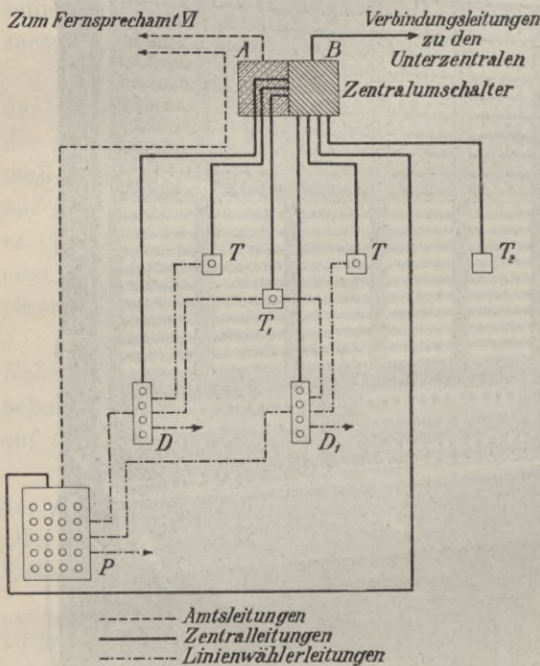 Zum Fernsprechamt VI
A
B
Verbindungsleitungen
zu den
Unterzentralen
Zentralumschalter
T
T
T₂
T₁
D
D₁
P
Amtsleitungen
Zentralleitungen
Linienwählerleitungen